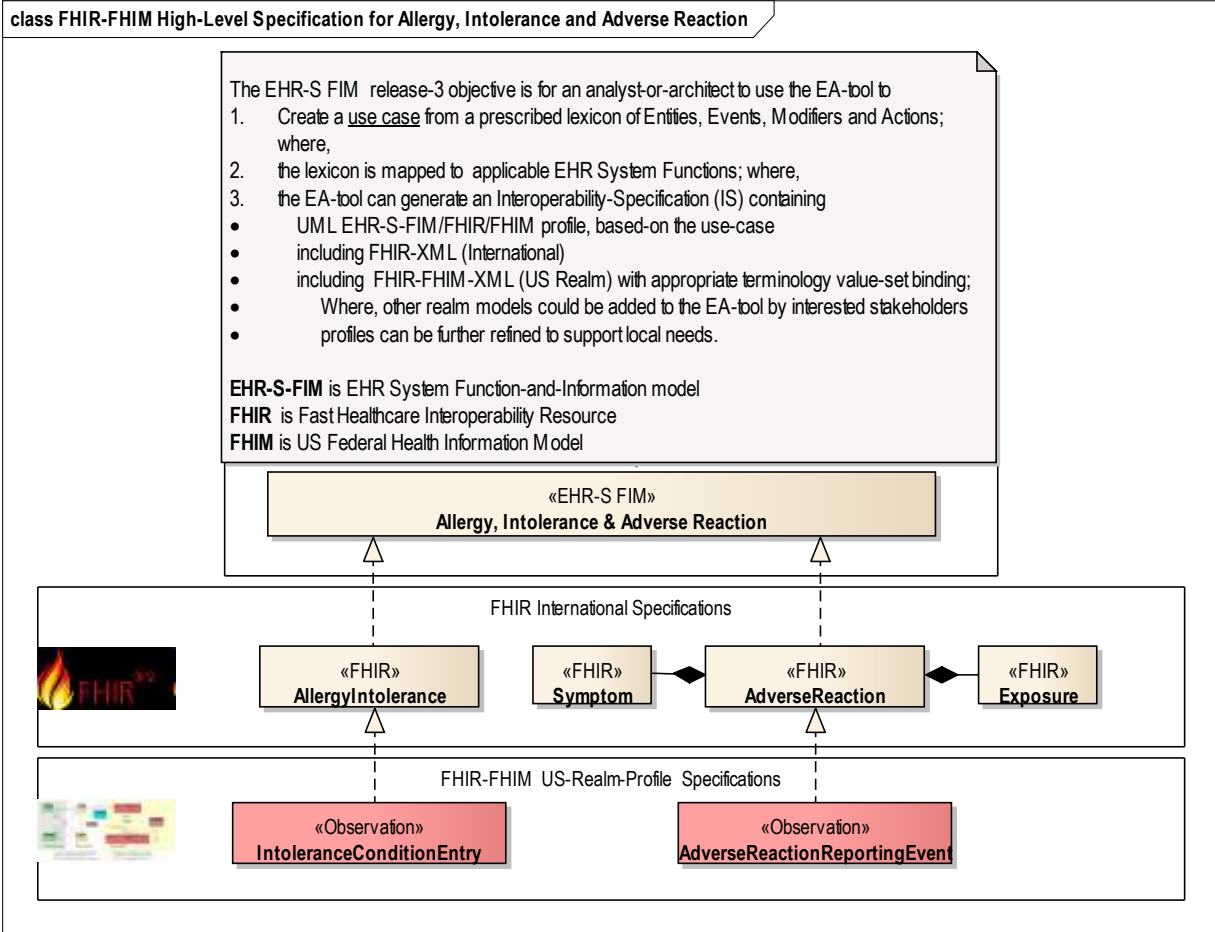 class FHIR-FHIM High-Level Specification for Allergy, Intolerance and Adverse Reaction
The EHR-S FIM release-3 objective is for an analyst-or-architect to use the EA-tool to
1. Create a use case from a prescribed lexicon of Entities, Events, Modifiers and Actions;
where,
2. the lexicon is mapped to applicable EHR System Functions; where,
3. the EA-tool can generate an Interoperability-Specification (IS) containing
• UML EHR-S-FIM/FHIR/FHIM profile, based-on the use-case
• including FHIR-XML (International)
• including FHIR-FHIM-XML (US Realm) with appropriate terminology value-set binding;
• Where, other realm models could be added to the EA-tool by interested stakeholders
• profiles can be further refined to support local needs.
EHR-S-FIM is EHR System Function-and-Information model
FHIR is Fast Healthcare Interoperability Resource
FHIM is US Federal Health Information Model
«EHR-S FIM»
Allergy, Intolerance & Adverse Reaction
FHIR International Specifications
FHIR
«FHIR»
AllergyIntolerance
«FHIR»
Symptom
«FHIR»
AdverseReaction
«FHIR»
Exposure
FHIR-FHIM US-Realm-Profile Specifications
«Observation»
IntoleranceConditionEntry
«Observation»
AdverseReactionReportingEvent